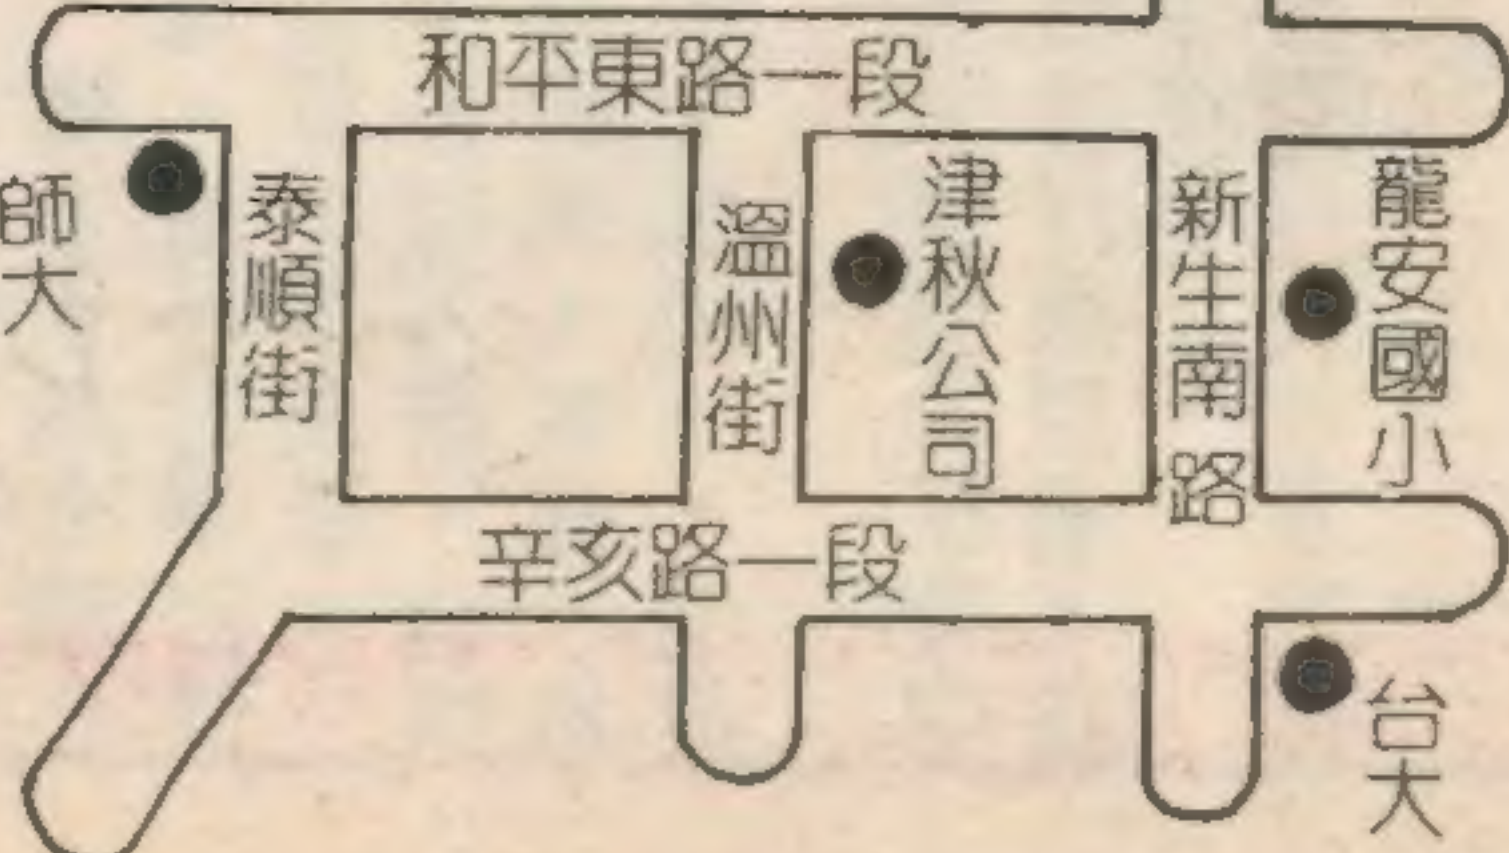 和平東路一段
師大
泰順街
溫州街
津秋公司
新生南路
龍安國小
辛亥路一段
台大